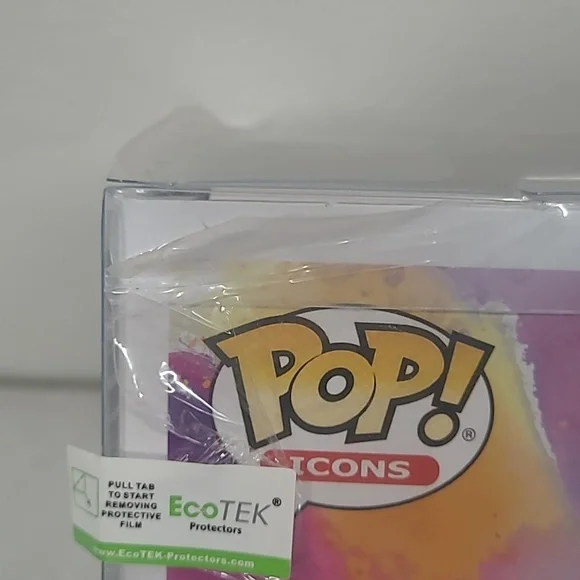 POP!®
ICONS
PULL TAB
TO START
REMOVING
PROTECTIVE
FILM
EcoTEK®
Protectors
www.EcoTEK-Protectors.com